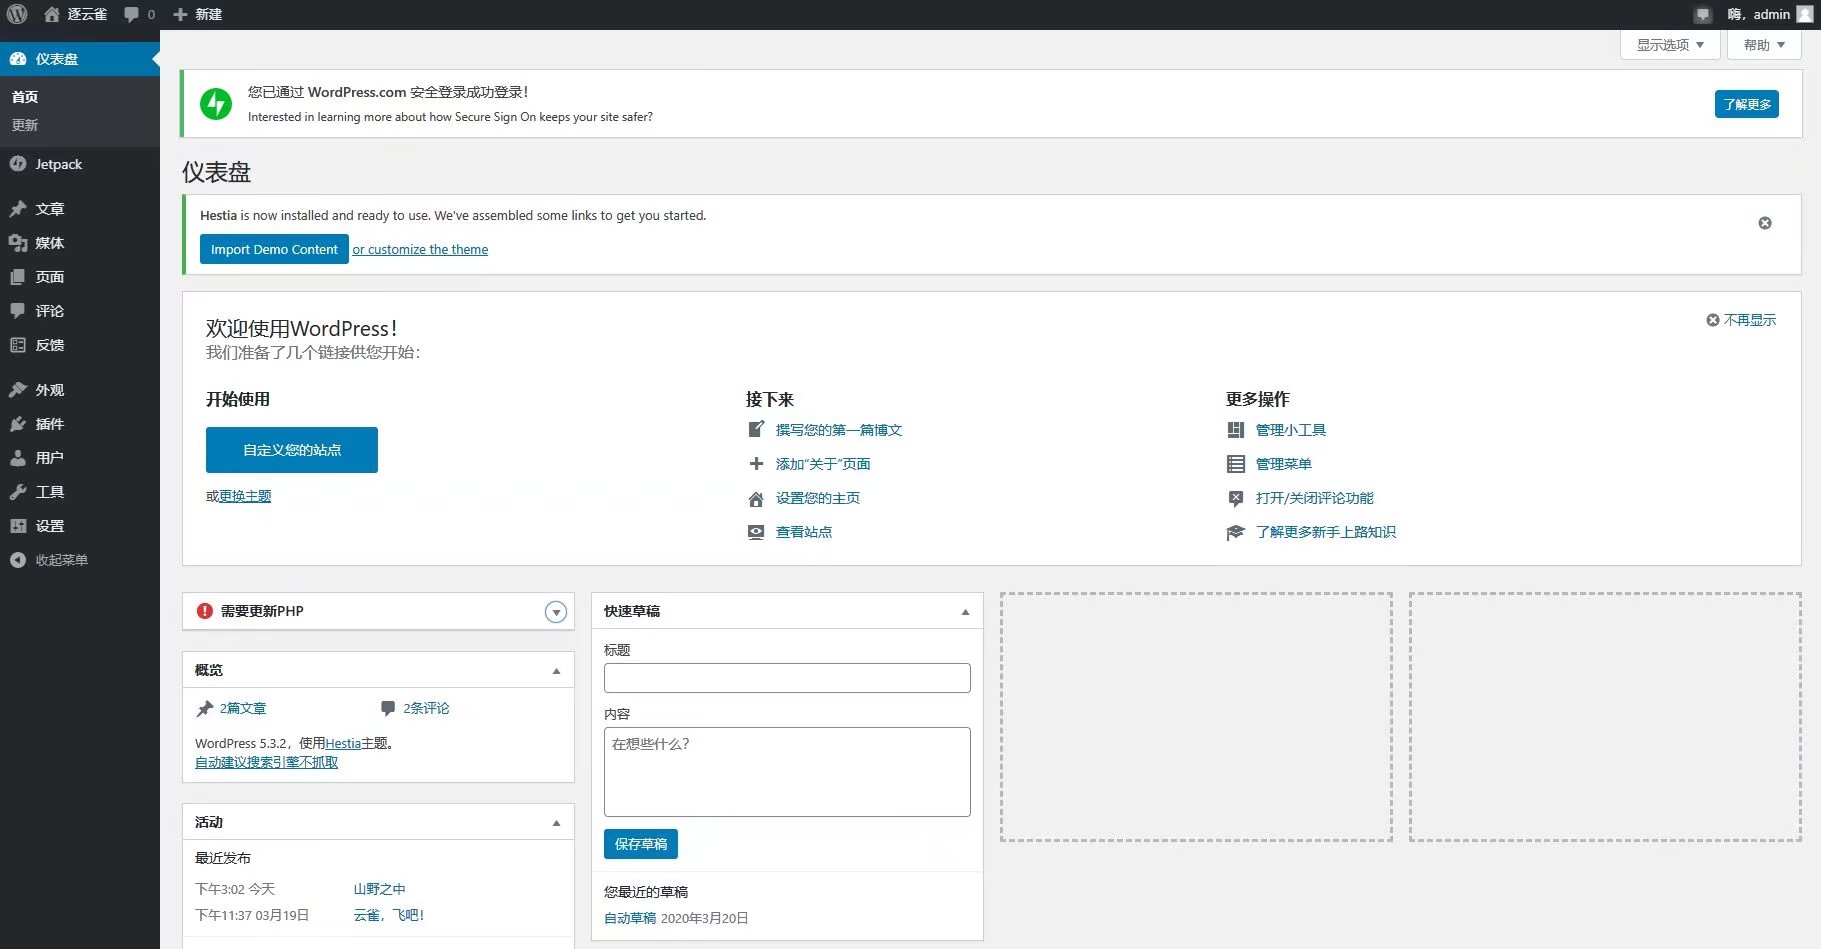 逐云雀
0
新建
嗨，admin
仪表盘
首页
更新
Jetpack
文章
媒体
页面
评论
反馈
外观
插件
用户
工具
设置
收起菜单
显示选项
帮助
您已通过 WordPress.com 安全登录成功登录！
Interested in learning more about how Secure Sign On keeps your site safer?
了解更多
仪表盘
Hestia is now installed and ready to use. We've assembled some links to get you started.
Import Demo Content or customize the theme
欢迎使用WordPress！
不再显示
我们准备了几个链接供您开始：
开始使用
自定义您的站点
或更换主题
接下来
撰写您的第一篇博文
添加“关于”页面
设置您的主页
查看站点
更多操作
管理小工具
管理菜单
打开/关闭评论功能
了解更多新手上路知识
需要更新PHP
概览
2篇文章
2条评论
WordPress 5.3.2，使用Hestia主题。
自动建议搜索引擎不抓取
活动
最近发布
下午3:02 今天 山野之中
下午11:37 03月19日 云雀，飞吧！
快速草稿
标题
内容
在想些什么？
保存草稿
您最近的草稿
自动草稿 2020年3月20日